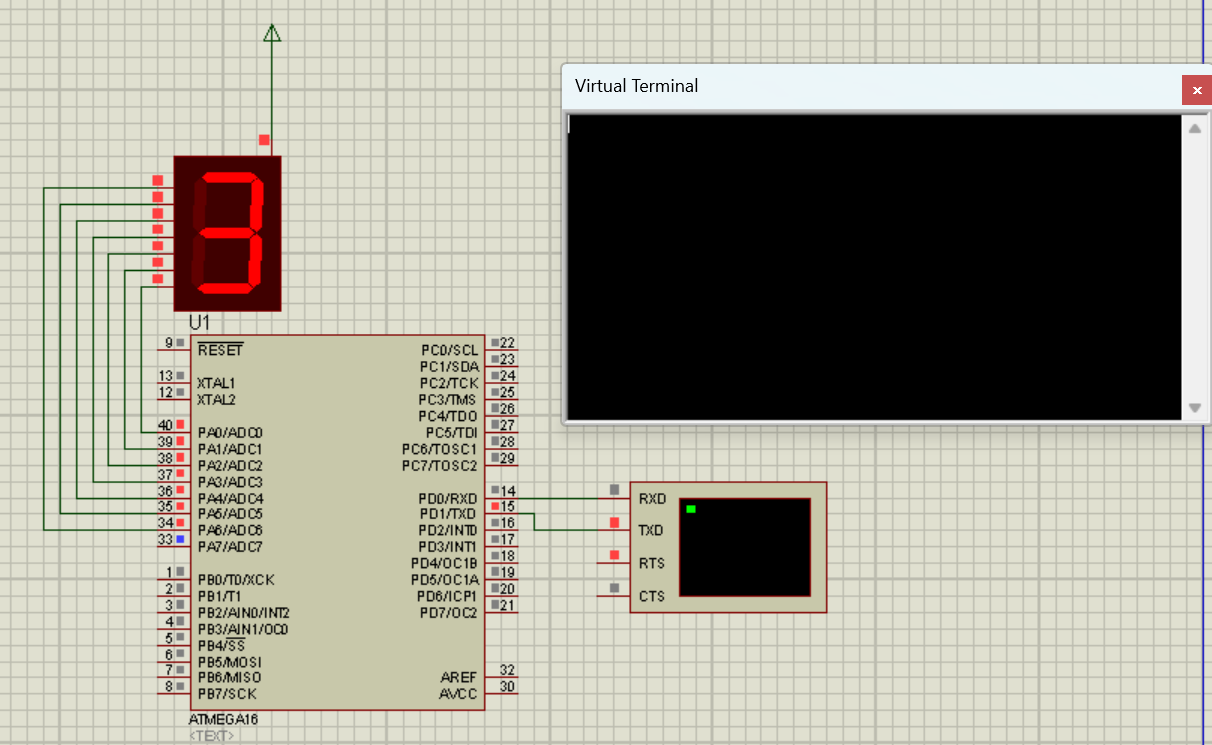 Virtual Terminal
3
U1
9 RESET
13 XTAL1
12 XTAL2
40 PA0/ADC0
39 PA1/ADC1
38 PA2/ADC2
37 PA3/ADC3
36 PA4/ADC4
35 PA5/ADC5
34 PA6/ADC6
33 PA7/ADC7
1 PB0/T0/XCK
2 PB1/T1
3 PB2/AIN0/INT2
4 PB3/AIN1/OC0
5 PB4/SS
6 PB5/MOSI
7 PB6/MISO
8 PB7/SCK
PC0/SCL 22
PC1/SDA 23
PC2/TCK 24
PC3/TMS 25
PC4/TDO 26
PC5/TDI 27
PC6/TOSC1 28
PC7/TOSC2 29
PD0/RXD 14
PD1/TXD 15
PD2/INT0 16
PD3/INT1 17
PD4/OC1B 18
PD5/OC1A 19
PD6/ICP1 20
PD7/OC2 21
AREF 32
AVCC 30
ATMEGA16
<TEXT>
RXD
TXD
RTS
CTS